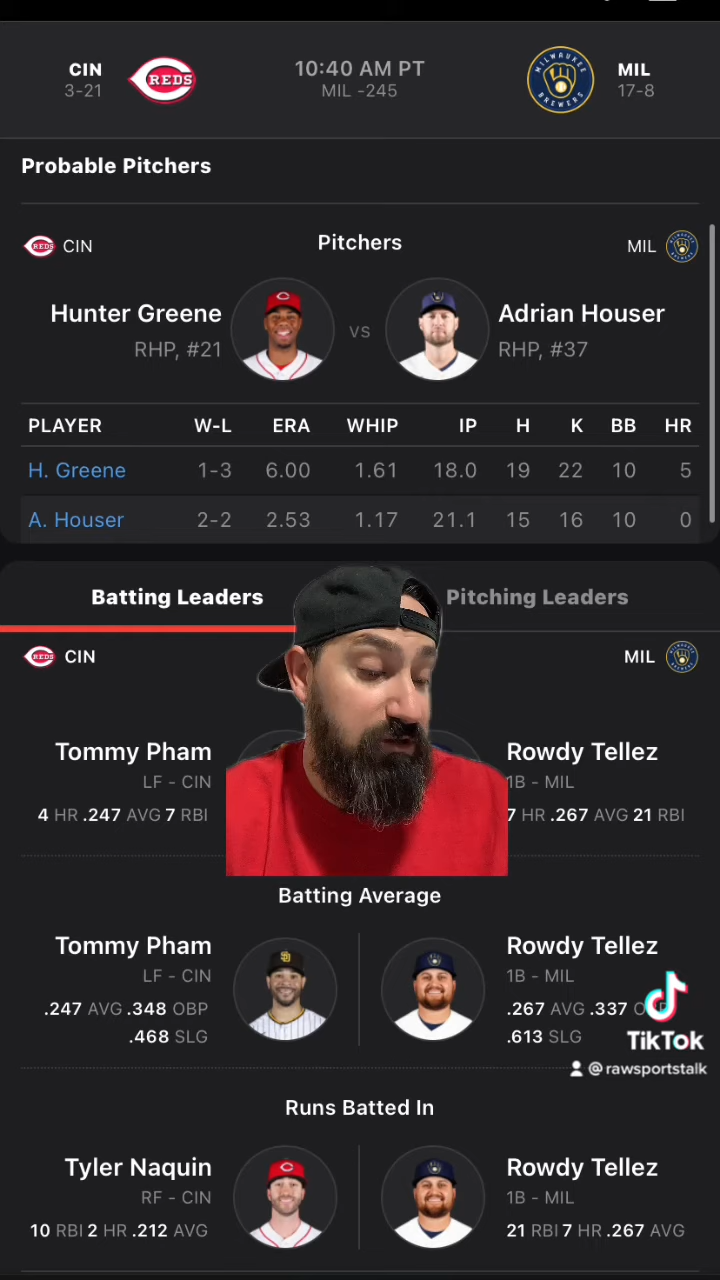 CIN
3-21
REDS
10:40 AM PT
MIL -245
MILWAUKEE
BREWERS
MIL
17-8
Probable Pitchers
REDS CIN
Pitchers
MIL
Hunter Greene
RHP, #21
VS
Adrian Houser
RHP, #37
PLAYER W-L ERA WHIP IP H K BB HR
H. Greene 1-3 6.00 1.61 18.0 19 22 10 5
A. Houser 2-2 2.53 1.17 21.1 15 16 10 0
Batting Leaders
Pitching Leaders
REDS CIN
MIL
Tommy Pham
LF - CIN
4 HR .247 AVG 7 RBI
Rowdy Tellez
1B - MIL
7 HR .267 AVG 21 RBI
Batting Average
Tommy Pham
LF - CIN
.247 AVG .348 OBP
.468 SLG
Rowdy Tellez
1B - MIL
.267 AVG .337 OBP
.613 SLG
TikTok
@rawsportstalk
Runs Batted In
Tyler Naquin
RF - CIN
10 RBI 2 HR .212 AVG
Rowdy Tellez
1B - MIL
21 RBI 7 HR .267 AVG